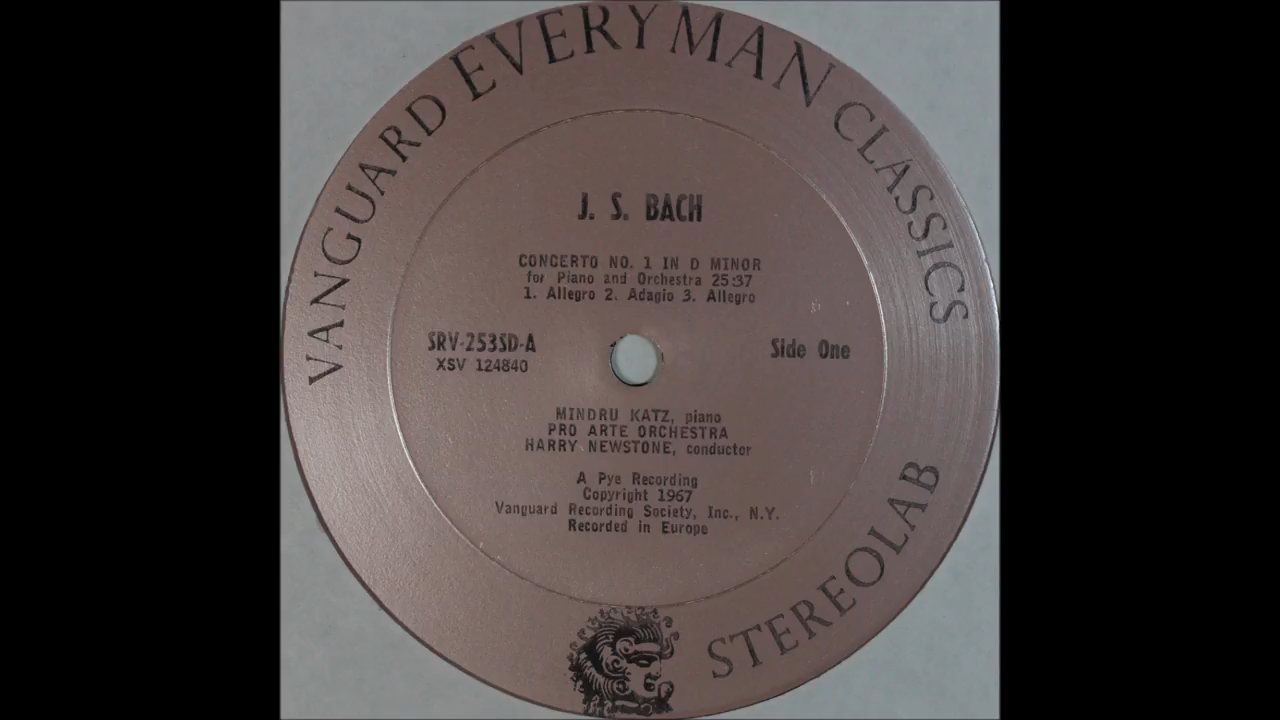 VANGUARD EVERYMAN CLASSICS
J. S. BACH
CONCERTO NO. 1 IN D MINOR
for Piano and Orchestra 25:37
1. Allegro 2. Adagio 3. Allegro
SRV-253SD-A
XSV 124840
Side One
MINDRU KATZ, piano
PRO ARTE ORCHESTRA
HARRY NEWSTONE, conductor
A Pye Recording
Copyright 1967
Vanguard Recording Society, Inc., N.Y.
Recorded in Europe
STEREOLAB